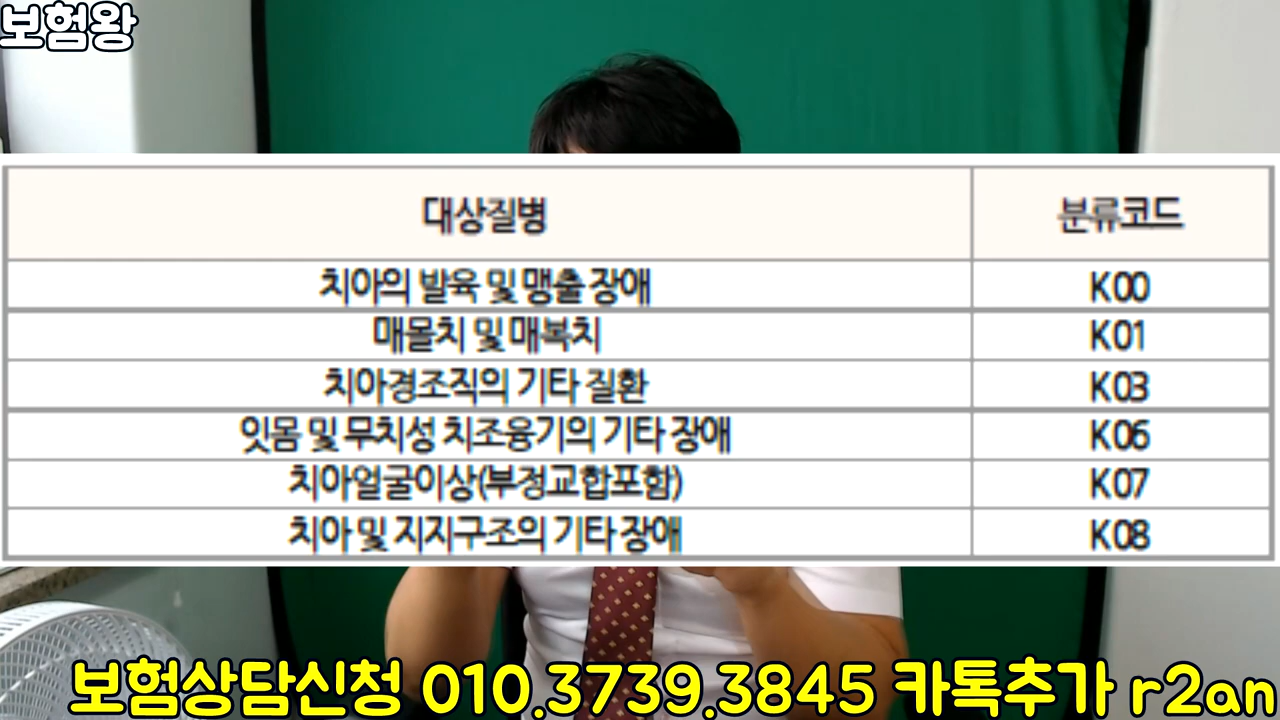 보험왕
대상질병 분류코드
치아의 발육 및 맹출 장애 K00
매몰치 및 매복치 K01
치아경조직의 기타 질환 K03
잇몸 및 무치성 치조융기의 기타 장애 K06
치아얼굴이상(부정교합포함) K07
치아 및 지지구조의 기타 장애 K08
보험상담신청 010.3739.3845 카톡추가 r2an